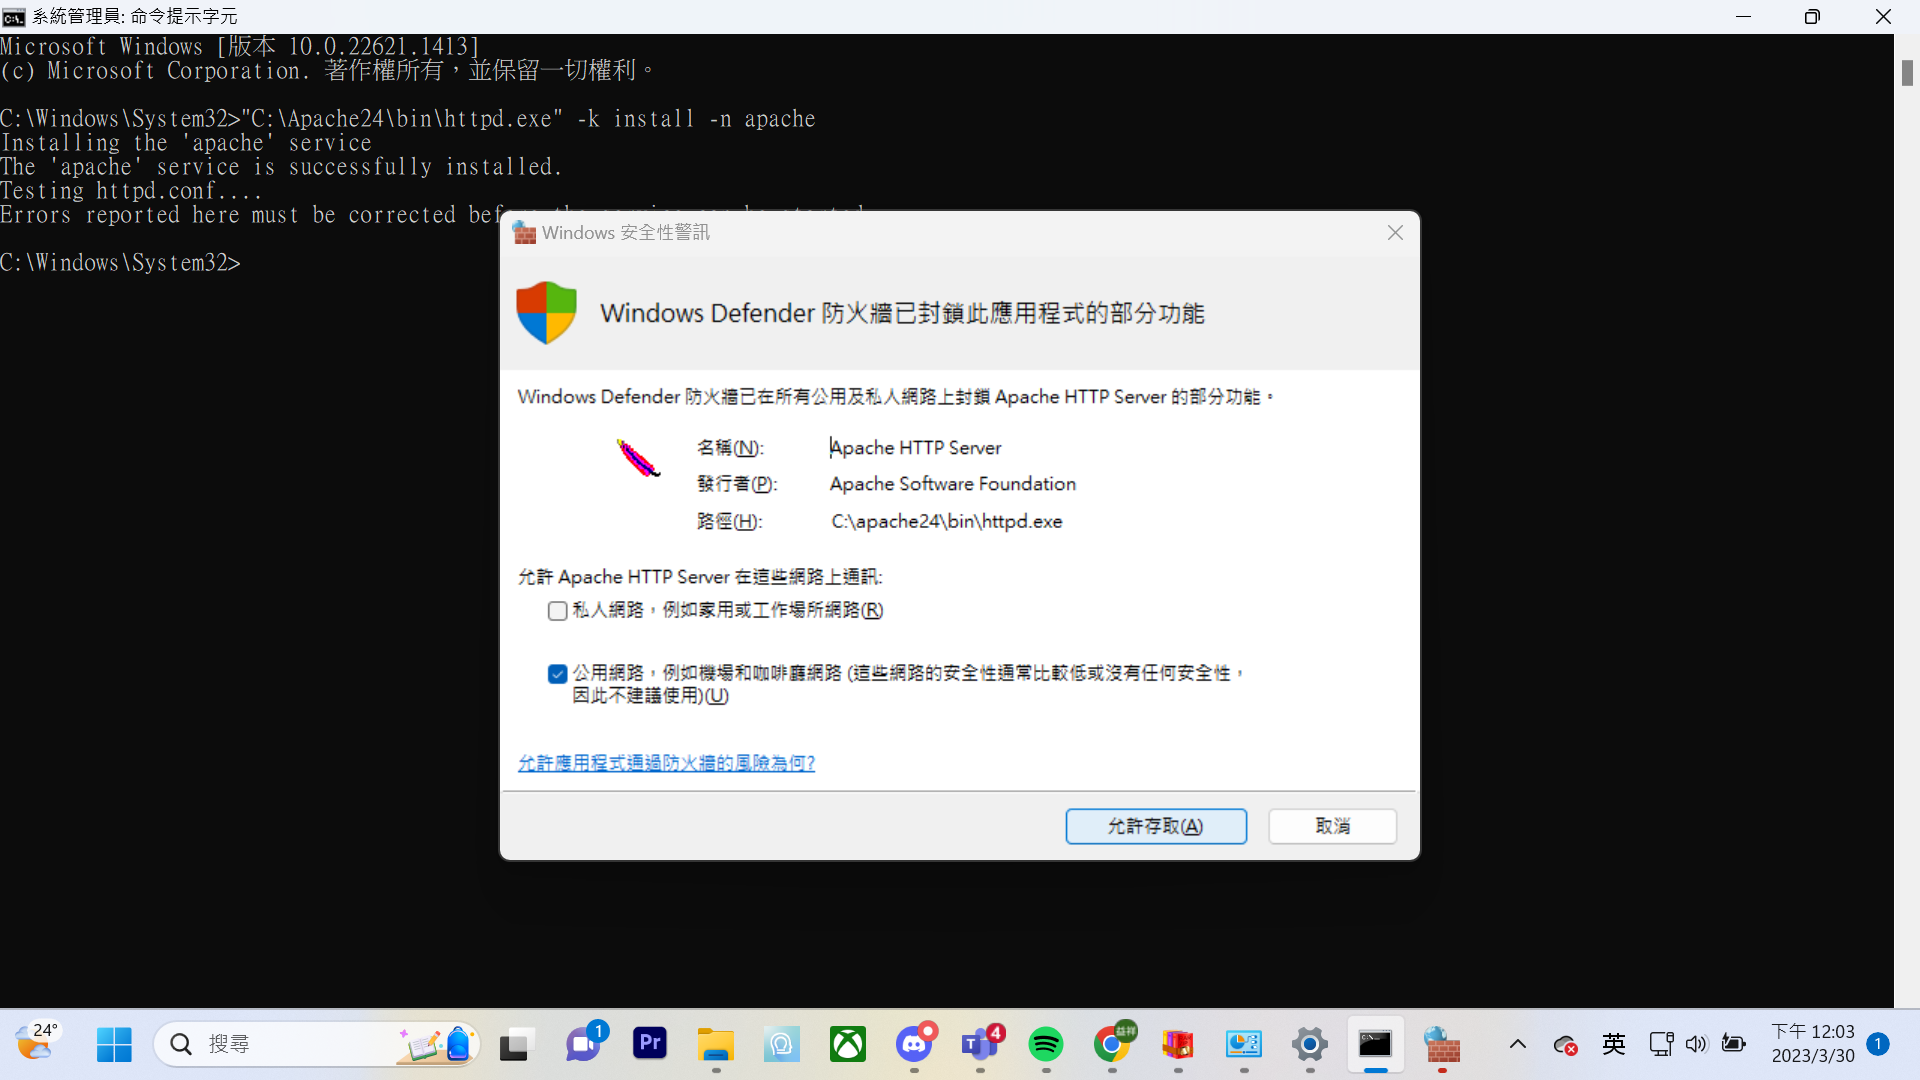 系統管理員: 命令提示字元
Microsoft Windows [版本 10.0.22621.1413]
(c) Microsoft Corporation. 著作權所有，並保留一切權利。
C:\Windows\System32>"C:\Apache24\bin\httpd.exe" -k install -n apache
Installing the 'apache' service
The 'apache' service is successfully installed.
Testing httpd.conf....
Errors reported here must be corrected
C:\Windows\System32>
Windows 安全性警訊
Windows Defender 防火牆已封鎖此應用程式的部分功能
Windows Defender 防火牆已在所有公用及私人網路上封鎖 Apache HTTP Server 的部分功能。
名稱(N): Apache HTTP Server
發行者(P): Apache Software Foundation
路徑(H): C:\apache24\bin\httpd.exe
允許 Apache HTTP Server 在這些網路上通訊:
私人網路，例如家用或工作場所網路(R)
公用網路，例如機場和咖啡廳網路 (這些網路的安全性通常比較低或沒有任何安全性，
因此不建議使用)(U)
允許應用程式通過防火牆的風險為何?
允許存取(A) 取消
24°
搜尋
1
Pr
4
益祥
英
下午 12:03
2023/3/30
1